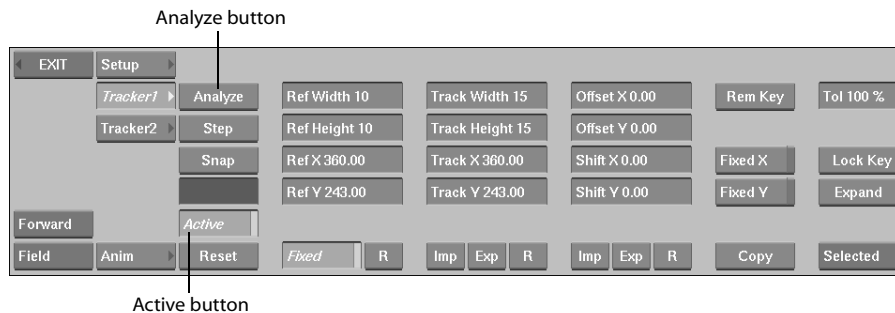 Analyze button
EXIT Setup
Tracker1 Analyze Ref Width 10 Track Width 15 Offset X 0.00 Rem Key Tol 100 %
Tracker2 Step Ref Height 10 Track Height 15 Offset Y 0.00
Snap Ref X 360.00 Track X 360.00 Shift X 0.00 Fixed X Lock Key
Ref Y 243.00 Track Y 243.00 Shift Y 0.00 Fixed Y Expand
Forward Active
Field Anim Reset Fixed R Imp Exp R Imp Exp R Copy Selected
Active button